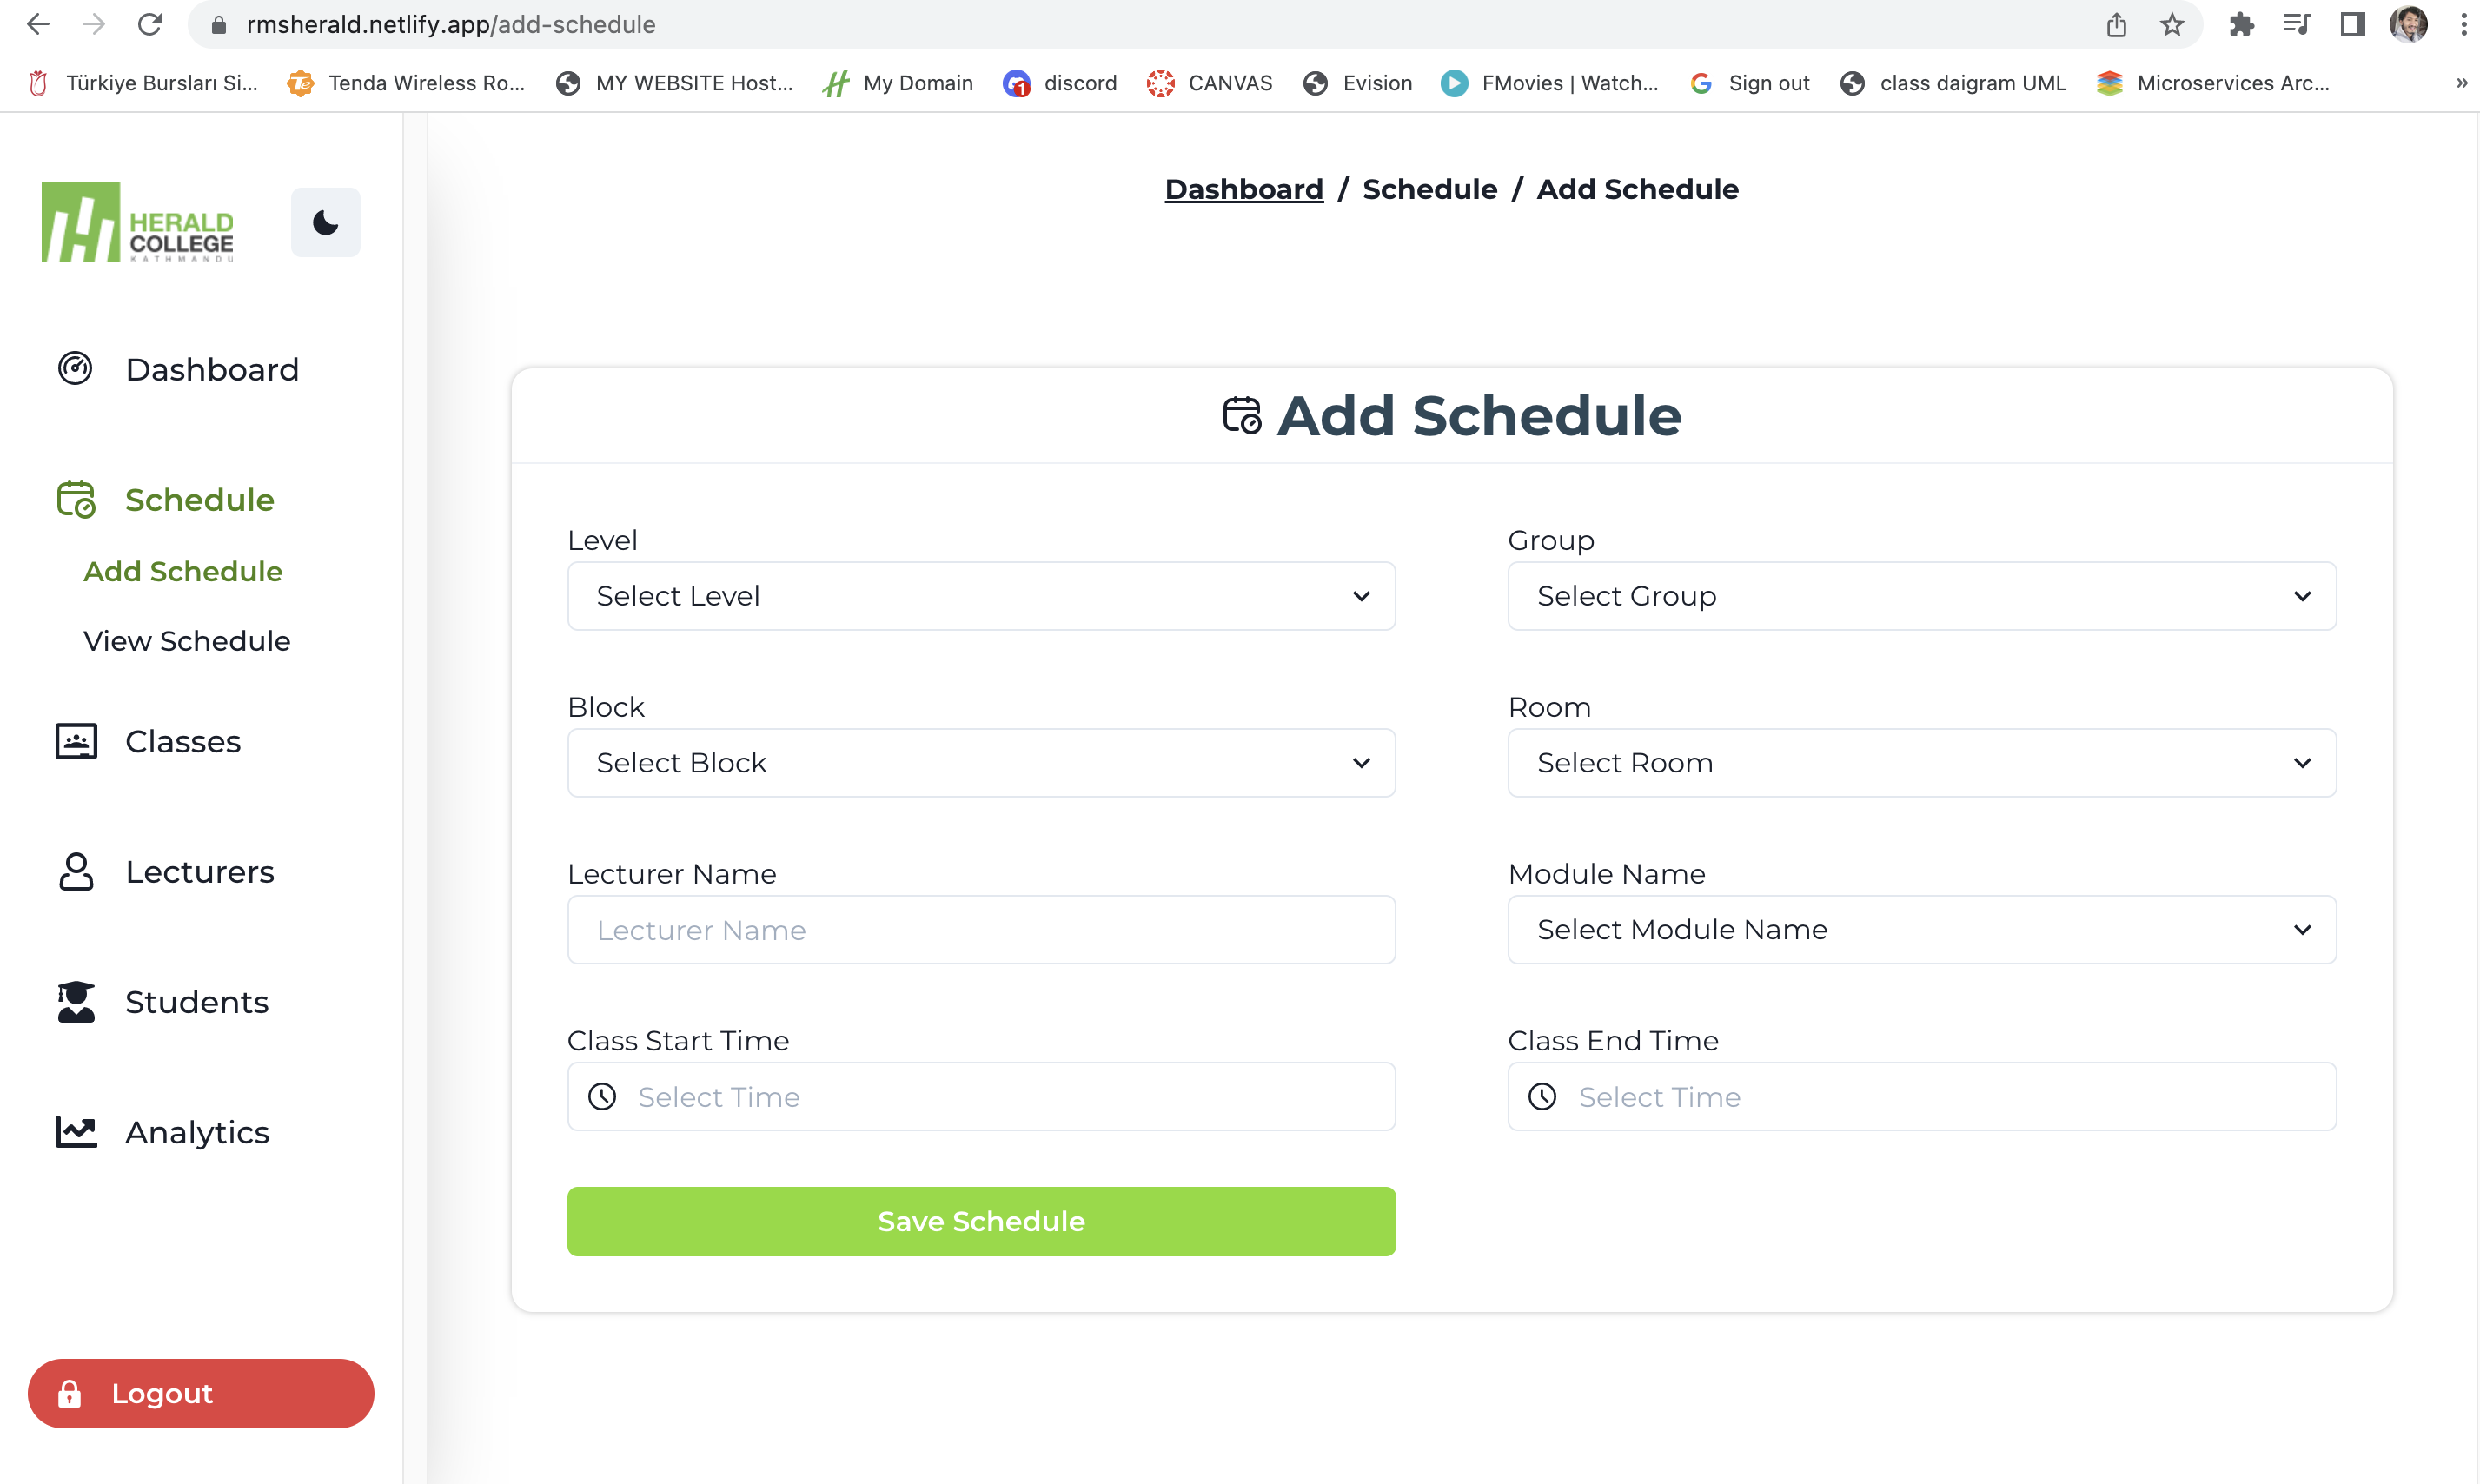 rmsherald.netlify.app/add-schedule
Türkiye Bursları Si...
Tenda Wireless Ro...
MY WEBSITE Host...
My Domain
1
discord
CANVAS
Evision
FMovies | Watch...
Sign out
class daigram UML
Microservices Arc...
»
HERALD
COLLEGE
KATHMANDU
Dashboard / Schedule / Add Schedule
Dashboard
Schedule
Add Schedule
View Schedule
Classes
Lecturers
Students
Analytics
Logout
Add Schedule
Level
Select Level
Group
Select Group
Block
Select Block
Room
Select Room
Lecturer Name
Lecturer Name
Module Name
Select Module Name
Class Start Time
Select Time
Class End Time
Select Time
Save Schedule